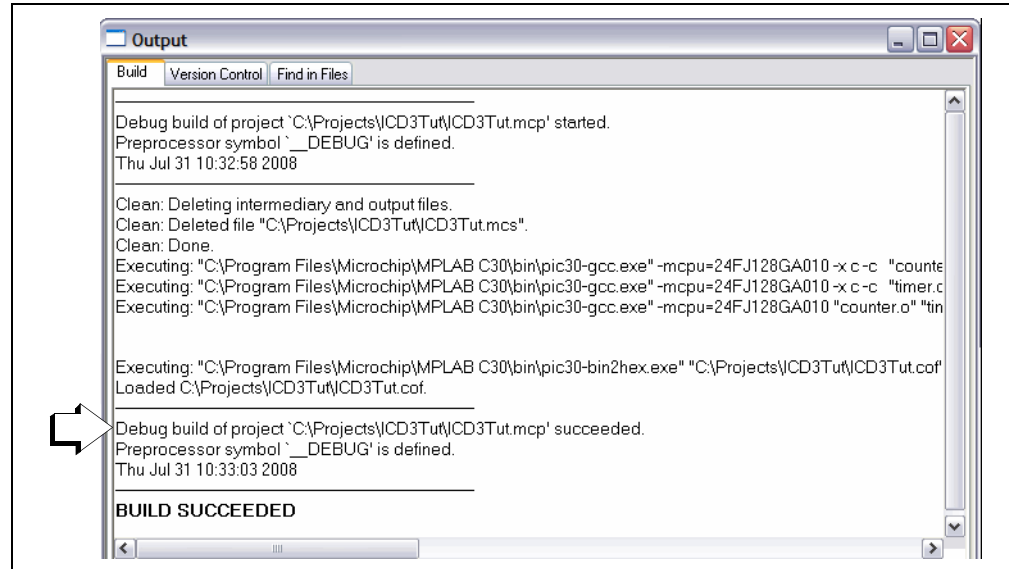 Output
Build Version Control Find in Files
Debug build of project `C:\Projects\ICD3Tut\ICD3Tut.mcp' started.
Preprocessor symbol `__DEBUG' is defined.
Thu Jul 31 10:32:58 2008
Clean: Deleting intermediary and output files.
Clean: Deleted file "C:\Projects\ICD3Tut\ICD3Tut.mcs".
Clean: Done.
Executing: "C:\Program Files\Microchip\MPLAB C30\bin\pic30-gcc.exe" -mcpu=24FJ128GA010 -x c -c "counte
Executing: "C:\Program Files\Microchip\MPLAB C30\bin\pic30-gcc.exe" -mcpu=24FJ128GA010 -x c -c "timer.c
Executing: "C:\Program Files\Microchip\MPLAB C30\bin\pic30-gcc.exe" -mcpu=24FJ128GA010 "counter.o" "tin
Executing: "C:\Program Files\Microchip\MPLAB C30\bin\pic30-bin2hex.exe" "C:\Projects\ICD3Tut\ICD3Tut.cof"
Loaded C:\Projects\ICD3Tut\ICD3Tut.cof.
Debug build of project `C:\Projects\ICD3Tut\ICD3Tut.mcp' succeeded.
Preprocessor symbol `__DEBUG' is defined.
Thu Jul 31 10:33:03 2008
BUILD SUCCEEDED